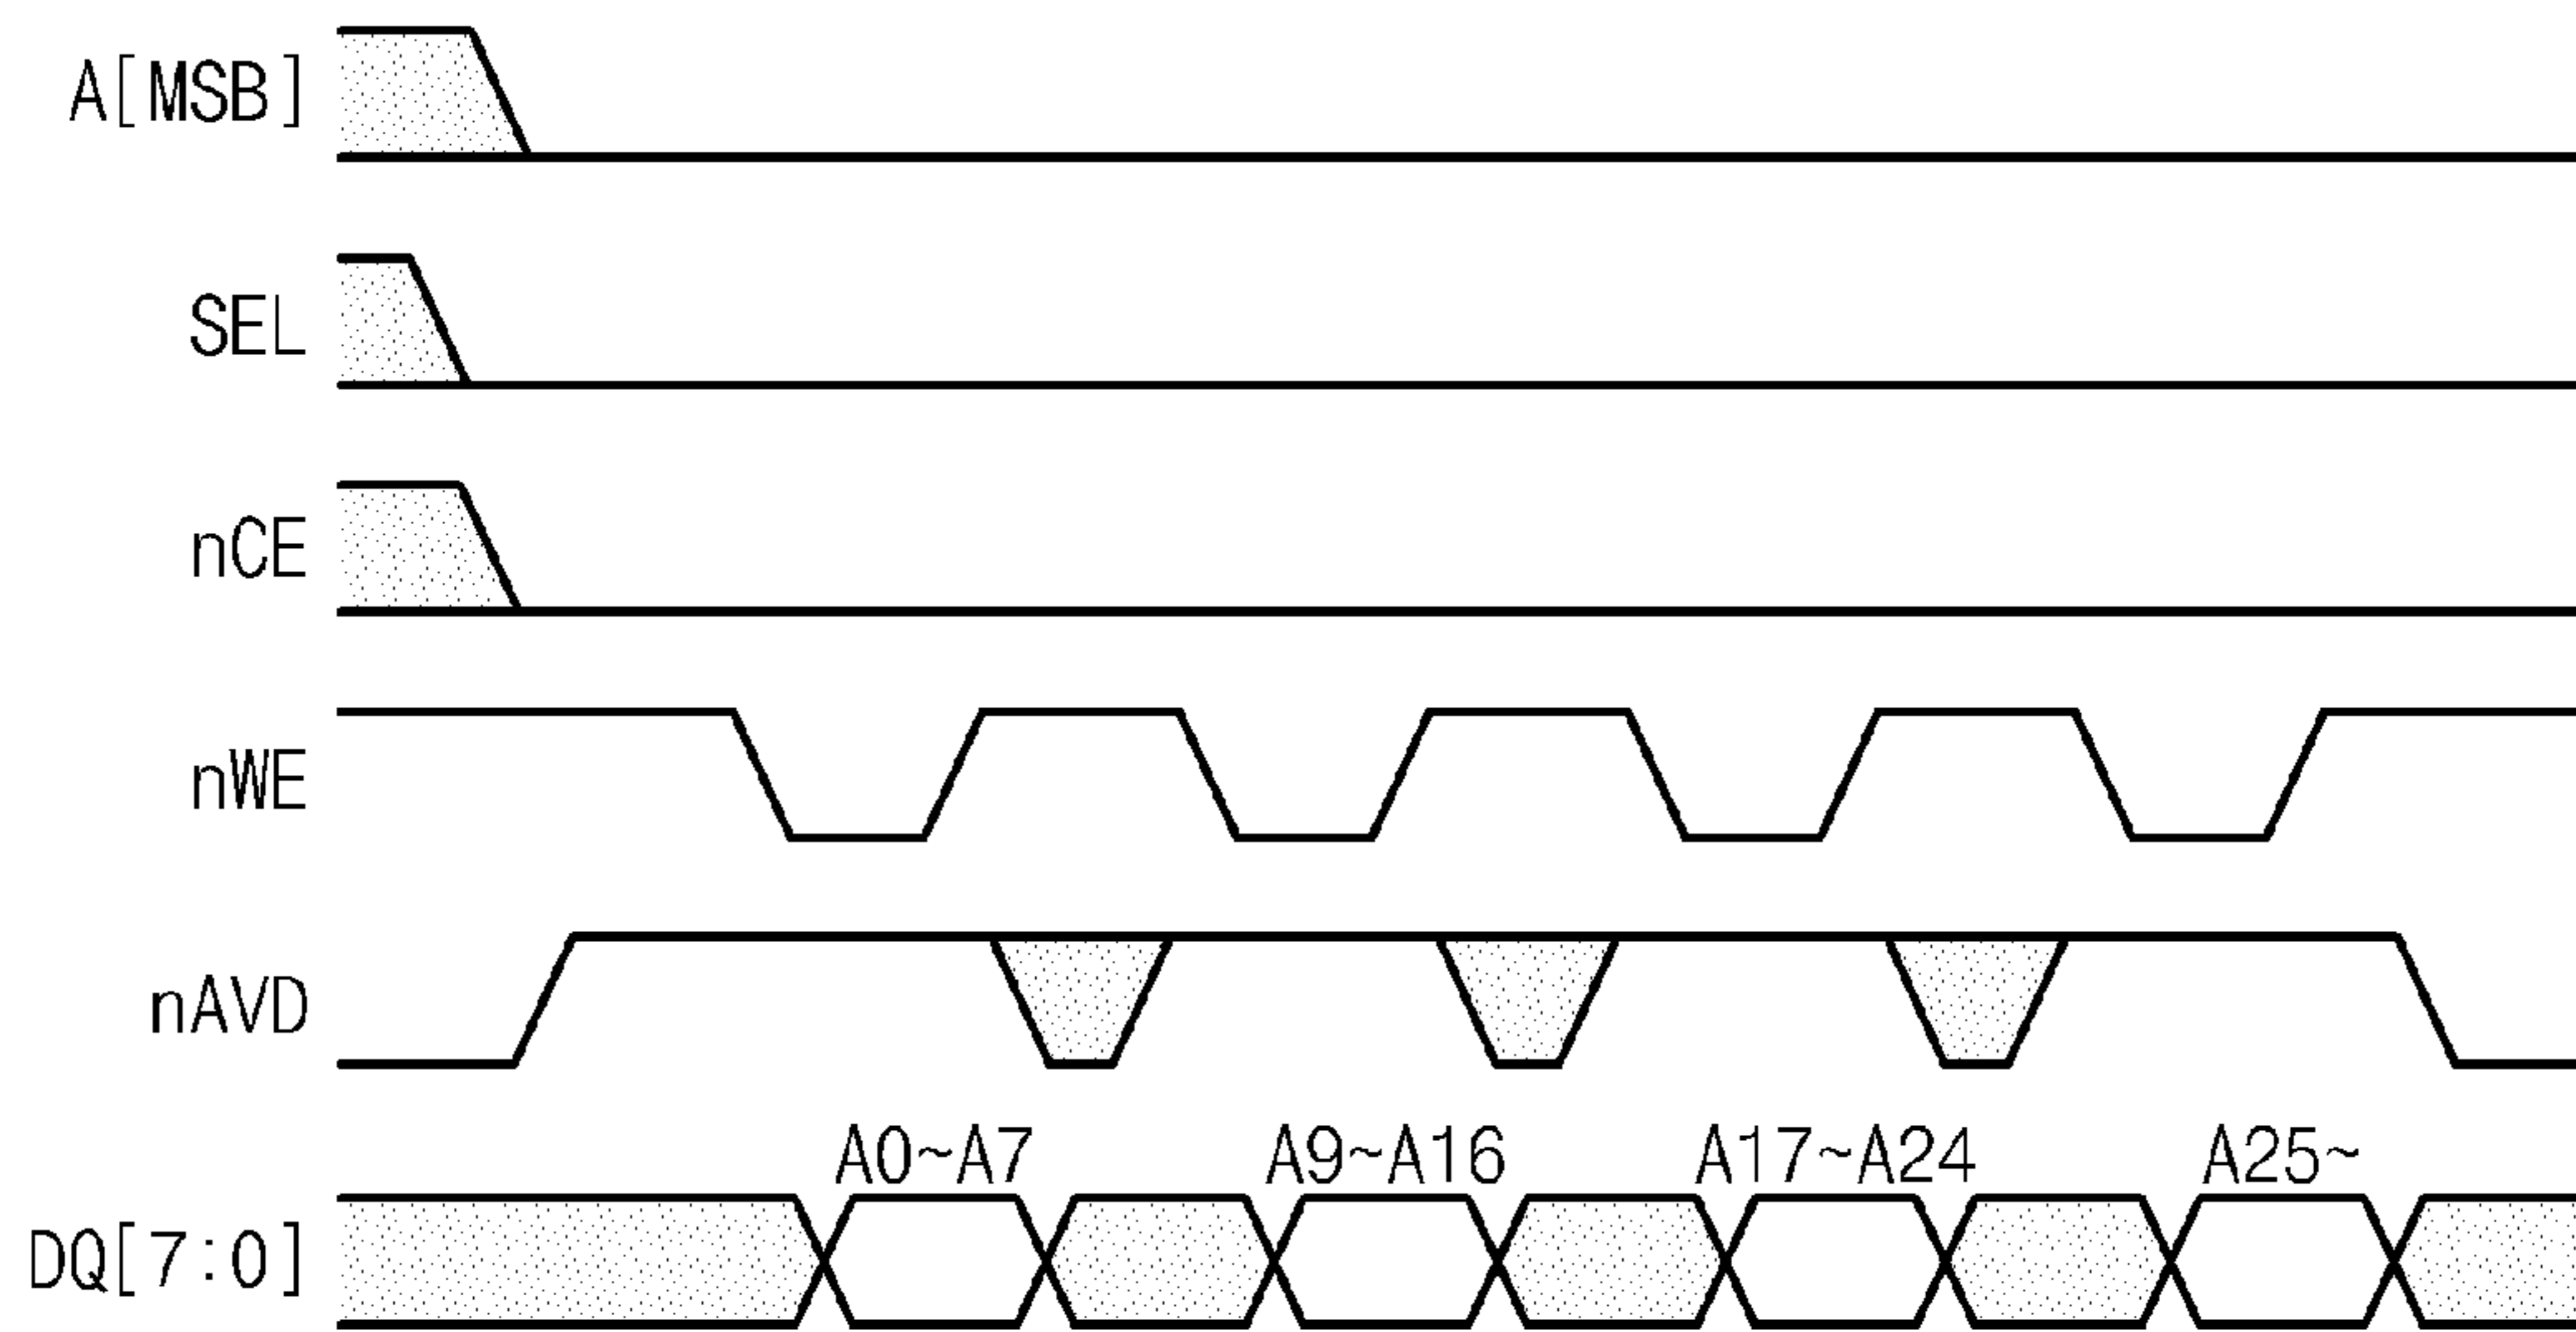 A[MSB]
SEL
nCE
nWE
nAVD
A0~A7 A9~A16 A17~A24 A25~
DQ[7:0]